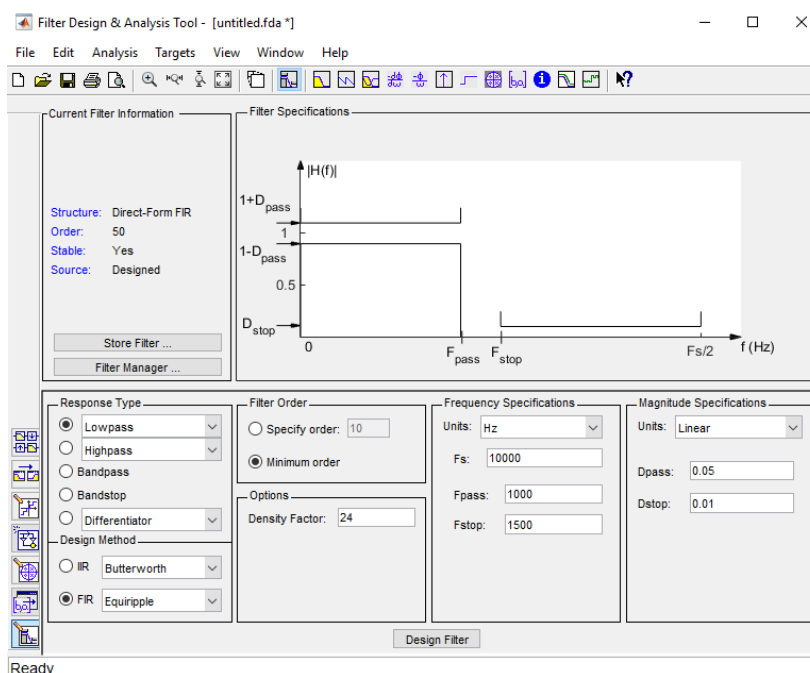 Filter Design & Analysis Tool - [untitled.fda *]
File Edit Analysis Targets View Window Help
Current Filter Information
Structure: Direct-Form FIR
Order: 50
Stable: Yes
Source: Designed
Store Filter ...
Filter Manager ...
Filter Specifications
|H(f)|
1+Dpass
1
1-Dpass
0.5
Dstop
0 Fpass Fstop Fs/2 f (Hz)
Response Type
Lowpass
Highpass
Bandpass
Bandstop
Differentiator
Design Method
IIR Butterworth
FIR Equiripple
Filter Order
Specify order: 10
Minimum order
Options
Density Factor: 24
Frequency Specifications
Units: Hz
Fs: 10000
Fpass: 1000
Fstop: 1500
Magnitude Specifications
Units: Linear
Dpass: 0.05
Dstop: 0.01
Design Filter
Ready